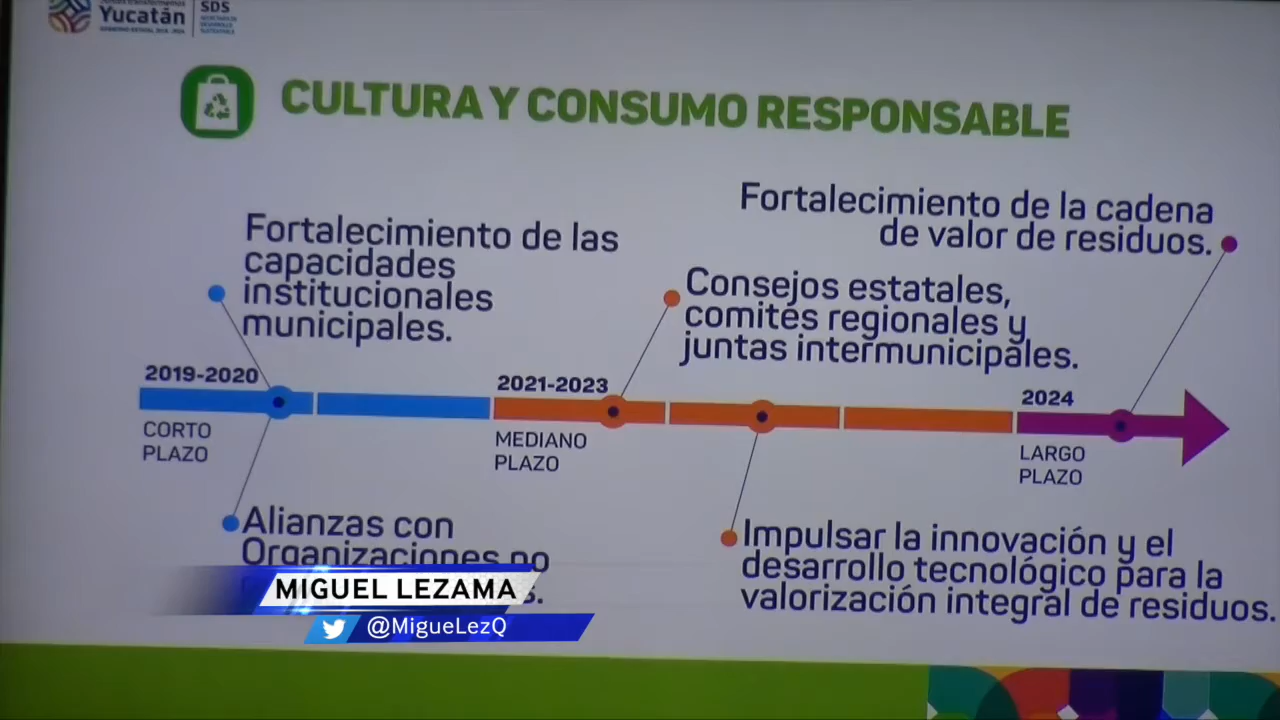 Yucatán
SDS
CULTURA Y CONSUMO RESPONSABLE
Fortalecimiento de las
capacidades
institucionales
municipales.
Fortalecimiento de la cadena
de valor de residuos.
Consejos estatales,
comités regionales y
juntas intermunicipales.
2019-2020
2021-2023
2024
CORTO
PLAZO
MEDIANO
PLAZO
LARGO
PLAZO
Alianzas con
Organizaciones no
Impulsar la innovación y el
desarrollo tecnológico para la
valorización integral de residuos.
MIGUEL LEZAMA
@MigueLezQ